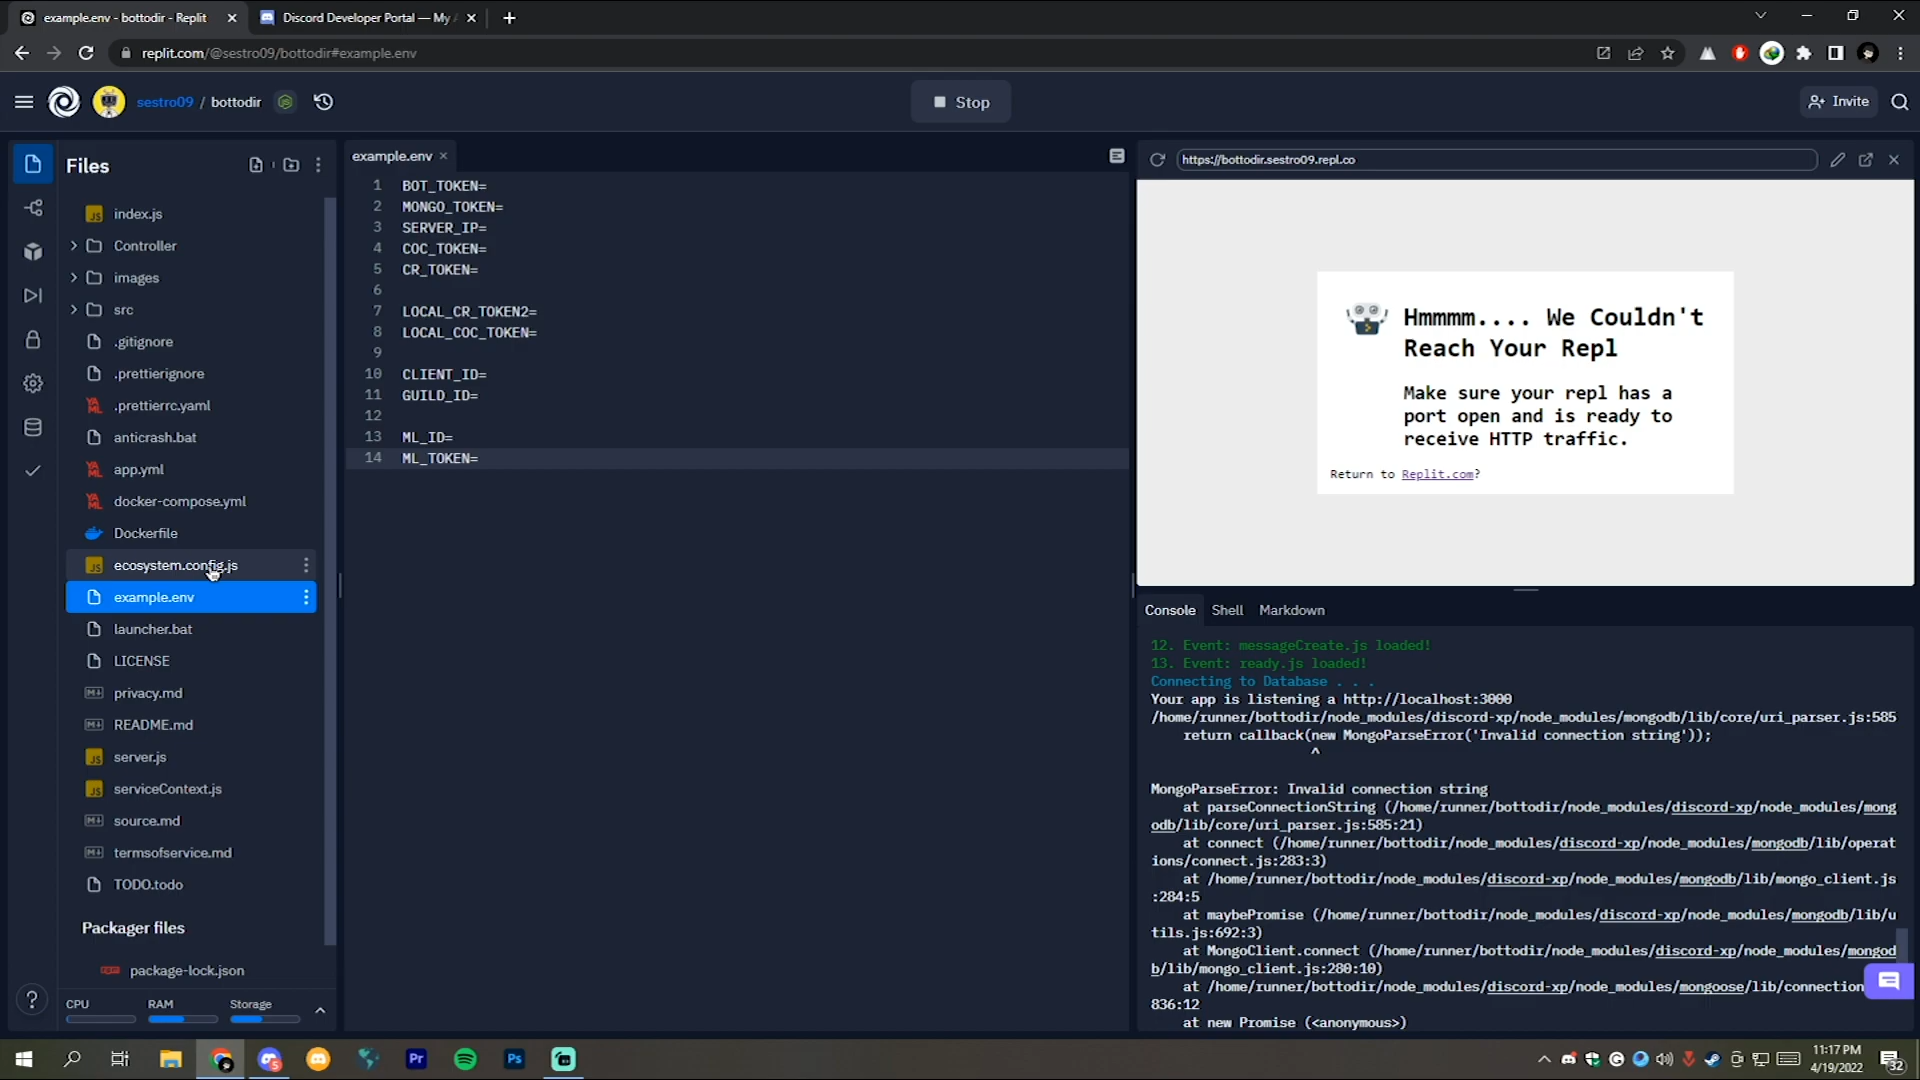 example.env - bottodir - Replit
Discord Developer Portal — My
replit.com/@sestro09/bottodir#example.env
sestro09 / bottodir
Stop
Invite
Files
index.js
Controller
images
src
.gitignore
.prettierignore
.prettierrc.yaml
anticrash.bat
app.yml
docker-compose.yml
Dockerfile
ecosystem.config.js
example.env
launcher.bat
LICENSE
privacy.md
README.md
server.js
serviceContext.js
source.md
termsofservice.md
TODO.todo
Packager files
package-lock.json
CPU RAM Storage
example.env
1 BOT_TOKEN=
2 MONGO_TOKEN=
3 SERVER_IP=
4 COC_TOKEN=
5 CR_TOKEN=
6
7 LOCAL_CR_TOKEN2=
8 LOCAL_COC_TOKEN=
9
10 CLIENT_ID=
11 GUILD_ID=
12
13 ML_ID=
14 ML_TOKEN=
https://bottodir.sestro09.repl.co
Hmmmm.... We Couldn't
Reach Your Repl
Make sure your repl has a
port open and is ready to
receive HTTP traffic.
Return to Replit.com?
Console Shell Markdown
12. Event: messageCreate.js loaded!
13. Event: ready.js loaded!
Connecting to Database . . .
Your app is listening a http://localhost:3000
/home/runner/bottodir/node_modules/discord-xp/node_modules/mongodb/lib/core/uri_parser.js:585
return callback(new MongoParseError('Invalid connection string'));
^
MongoParseError: Invalid connection string
at parseConnectionString (/home/runner/bottodir/node_modules/discord-xp/node_modules/mong
odb/lib/core/uri_parser.js:585:21)
at connect (/home/runner/bottodir/node_modules/discord-xp/node_modules/mongodb/lib/operat
ions/connect.js:283:3)
at /home/runner/bottodir/node_modules/discord-xp/node_modules/mongodb/lib/mongo_client.js
:284:5
at maybePromise (/home/runner/bottodir/node_modules/discord-xp/node_modules/mongodb/lib/u
tils.js:692:3)
at MongoClient.connect (/home/runner/bottodir/node_modules/discord-xp/node_modules/mongod
b/lib/mongo_client.js:280:10)
at /home/runner/bottodir/node_modules/discord-xp/node_modules/mongoose/lib/connection
836:12
at new Promise (<anonymous>)
Pr
Ps
11:17 PM
4/19/2022
32